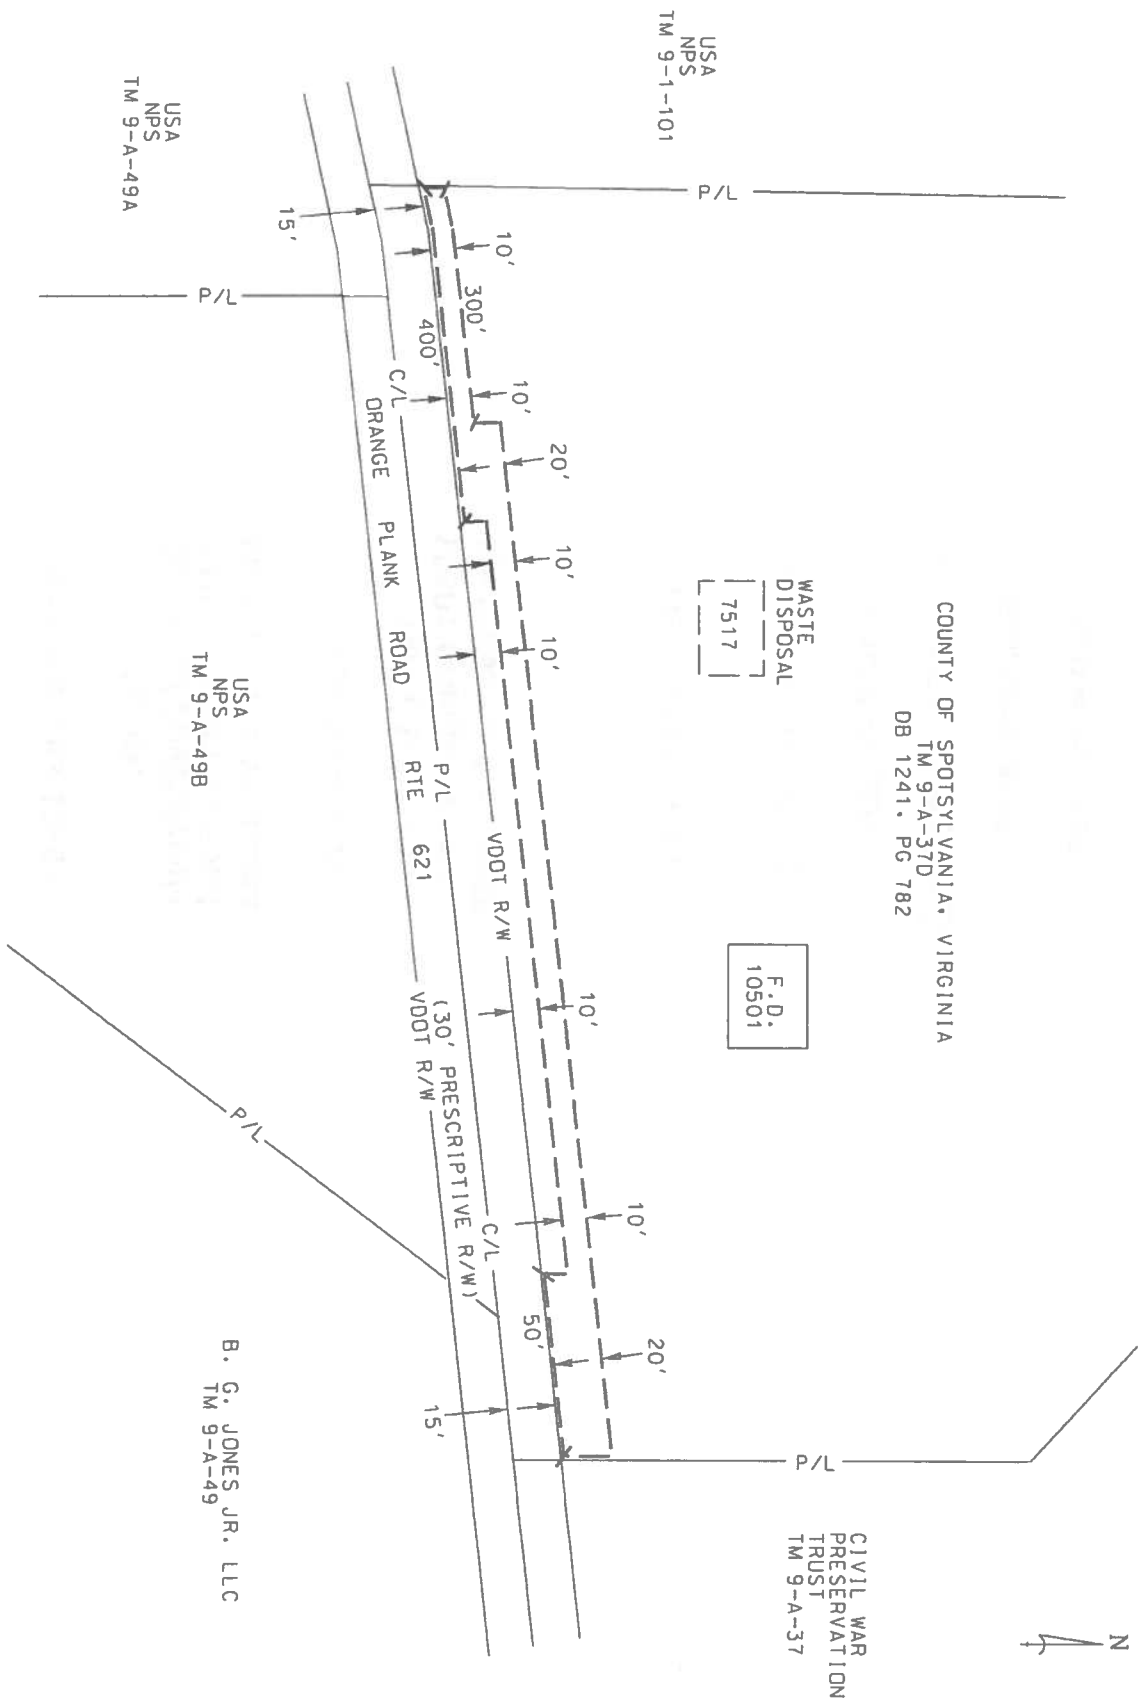 USA
NPS
TM 9-1-101
USA
NPS
TM 9-A-49A
P/L
P/L
15'
10'
300'
400'
10'
20'
10'
10'
C/L
ORANGE PLANK ROAD RTE 621
P/L
VDOT R/W
WASTE
DISPOSAL
7517
COUNTY OF SPOTSYLVANIA, VIRGINIA
TM 9-A-37D
DB 1241, PG 782
F.D.
10501
USA
NPS
TM 9-A-49B
10'
(30' PRESCRIPTIVE R/W)
VDOT R/W
C/L
P/L
10'
50'
20'
15'
P/L
B. G. JONES JR. LLC
TM 9-A-49
CIVIL WAR
PRESERVATION
TRUST
TM 9-A-37
N